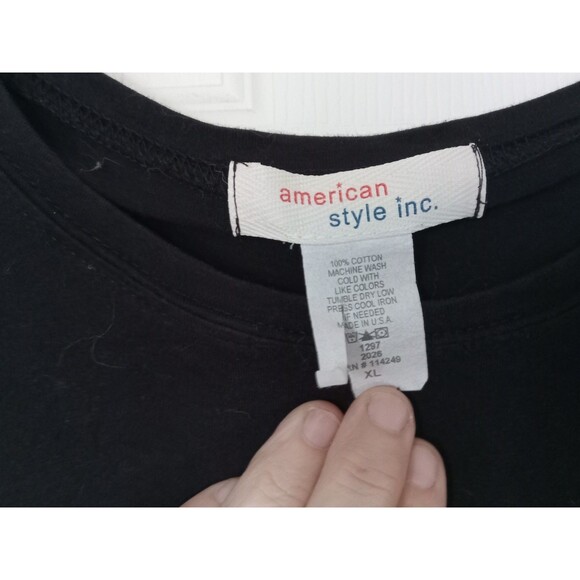 american
style inc.
100% COTTON
MACHINE WASH
COLD WITH
LIKE COLORS
TUMBLE DRY LOW
PRESS COOL IRON
IF NEEDED
MADE IN U.S.A.
1297
2026
RN # 114249
XL